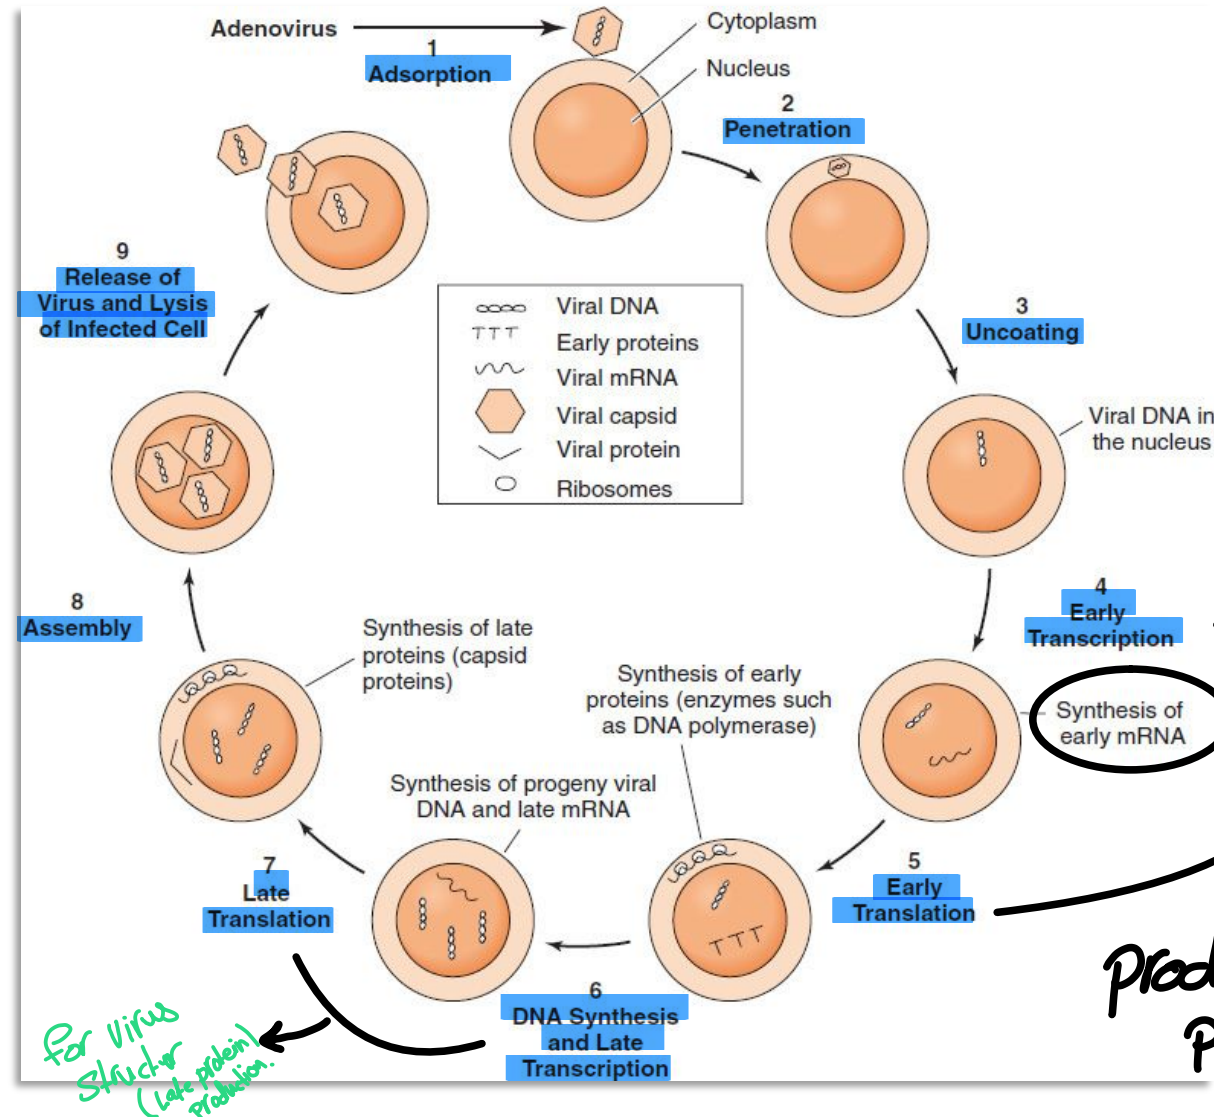 Adenovirus
1
Adsorption
Cytoplasm
Nucleus
2
Penetration
3
Uncoating
Viral DNA in
the nucleus
4
Early
Transcription
Synthesis of
early mRNA
5
Early
Translation
Synthesis of early
proteins (enzymes such
as DNA polymerase)
6
DNA Synthesis
and Late
Transcription
Synthesis of progeny viral
DNA and late mRNA
7
Late
Translation
Synthesis of late
proteins (capsid
proteins)
8
Assembly
9
Release of
Virus and Lysis
of Infected Cell
Viral DNA
Early proteins
Viral mRNA
Viral capsid
Viral protein
Ribosomes
for virus
structur
(Late protein)
production.
prod
P